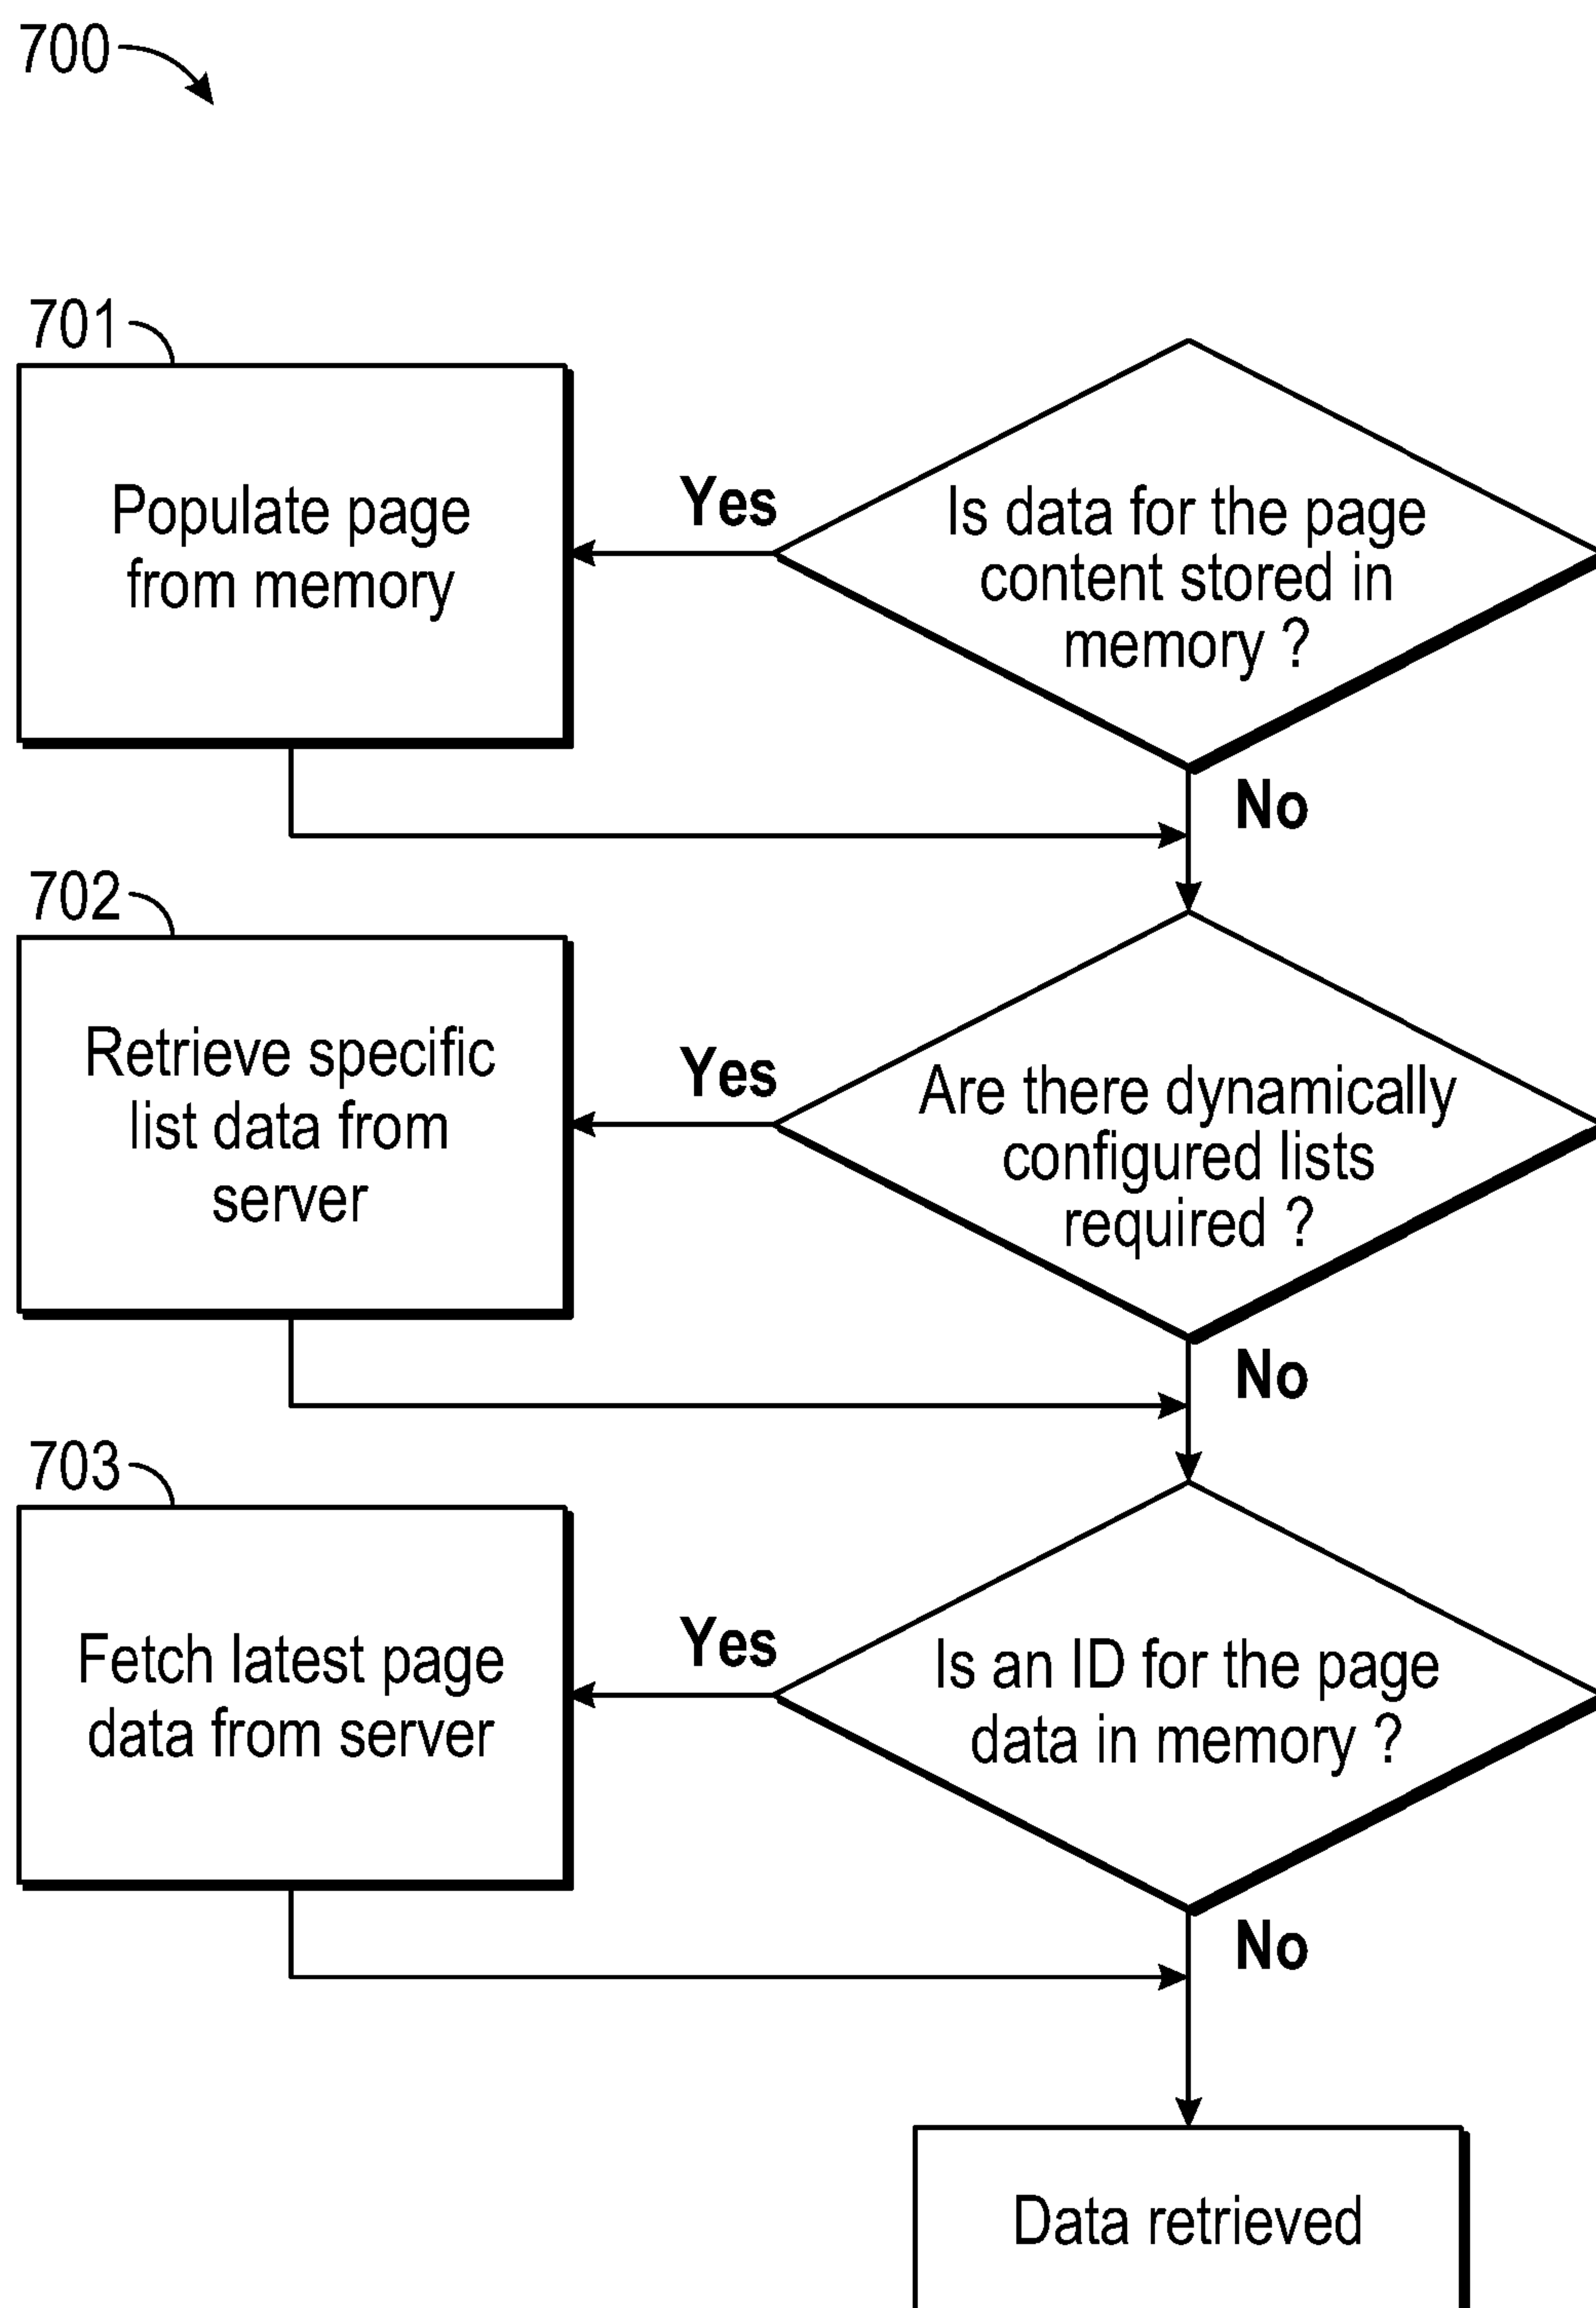 700
701
Populate page
from memory
Yes
Is data for the page
content stored in
memory ?
No
702
Retrieve specific
list data from
server
Yes
Are there dynamically
configured lists
required ?
No
703
Fetch latest page
data from server
Yes
Is an ID for the page
data in memory ?
No
Data retrieved